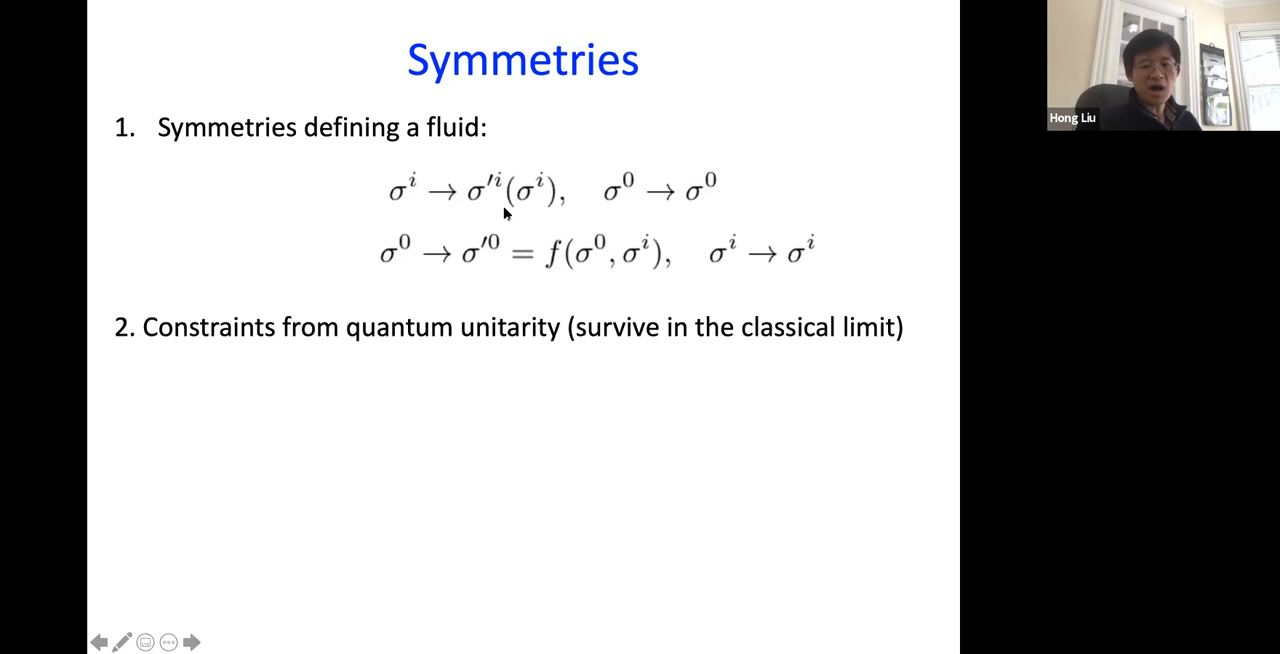 Symmetries
1. Symmetries defining a fluid:
σ^i → σ′^i(σ^i), σ^0 → σ^0
σ^0 → σ′^0 = f(σ^0, σ^i), σ^i → σ^i
2. Constraints from quantum unitarity (survive in the classical limit)
Hong Liu